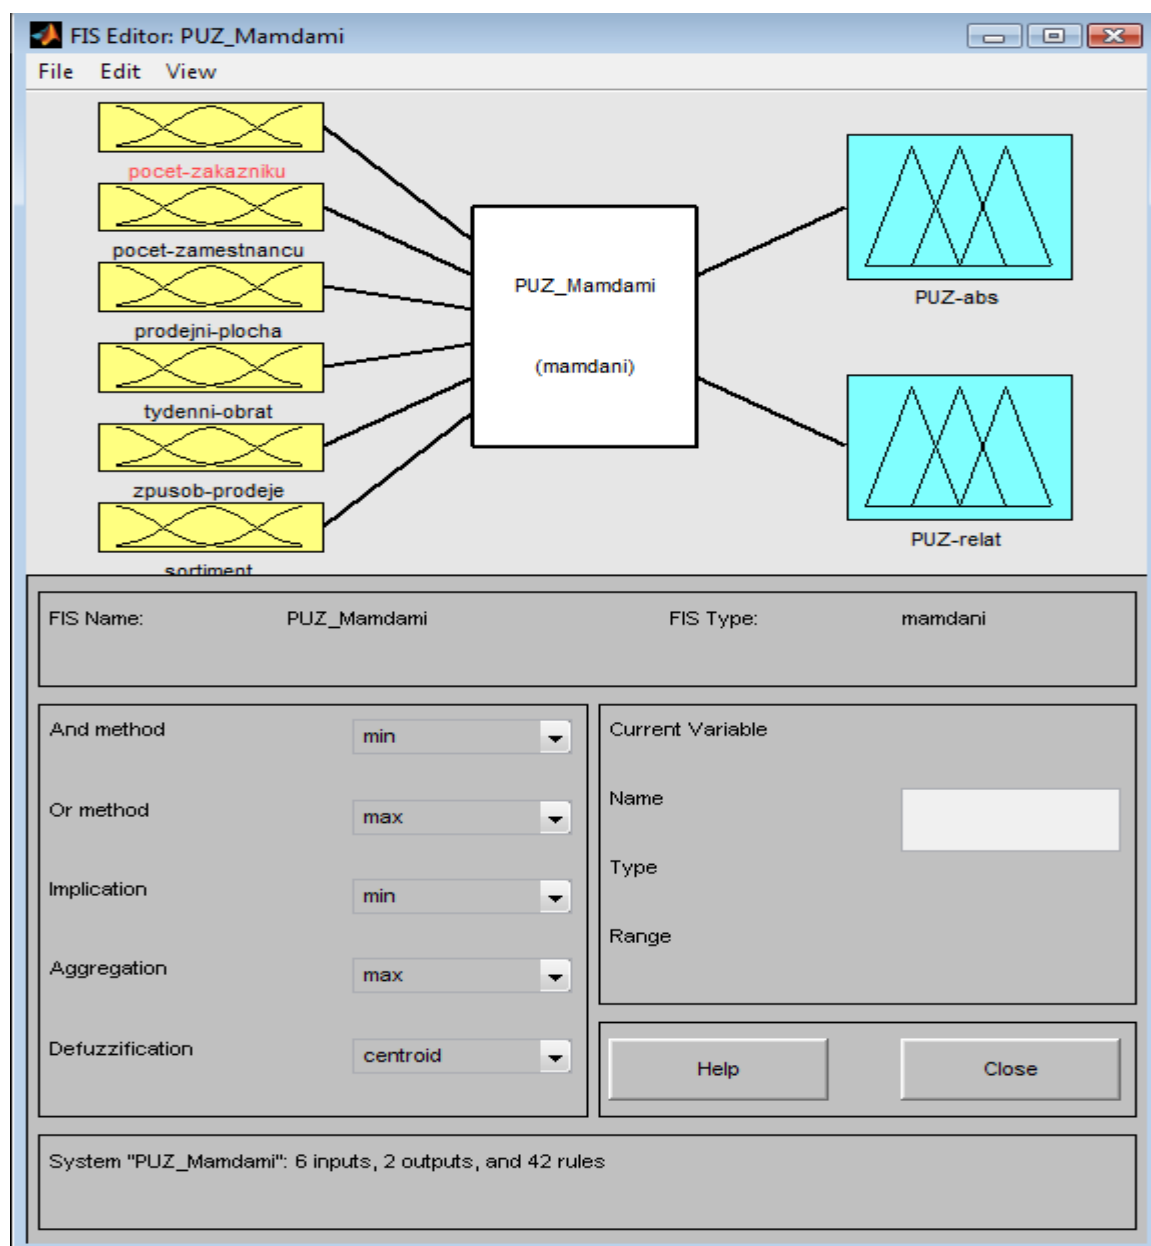 FIS Editor: PUZ_Mamdami
File Edit View
pocet-zakazniku
pocet-zamestnancu
prodejni-plocha
tydenni-obrat
zpusob-prodeje
sortiment
PUZ_Mamdami
(mamdani)
PUZ-abs
PUZ-relat
FIS Name: PUZ_Mamdami FIS Type: mamdani
And method min
Or method max
Implication min
Aggregation max
Defuzzification centroid
Current Variable
Name
Type
Range
Help Close
System "PUZ_Mamdami": 6 inputs, 2 outputs, and 42 rules